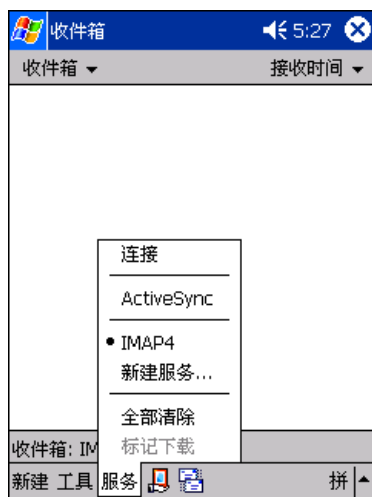 收件箱 5:27
收件箱 接收时间
连接
ActiveSync
IMAP4
新建服务...
全部清除
标记下载
收件箱: IM
新建 工具 服务 拼